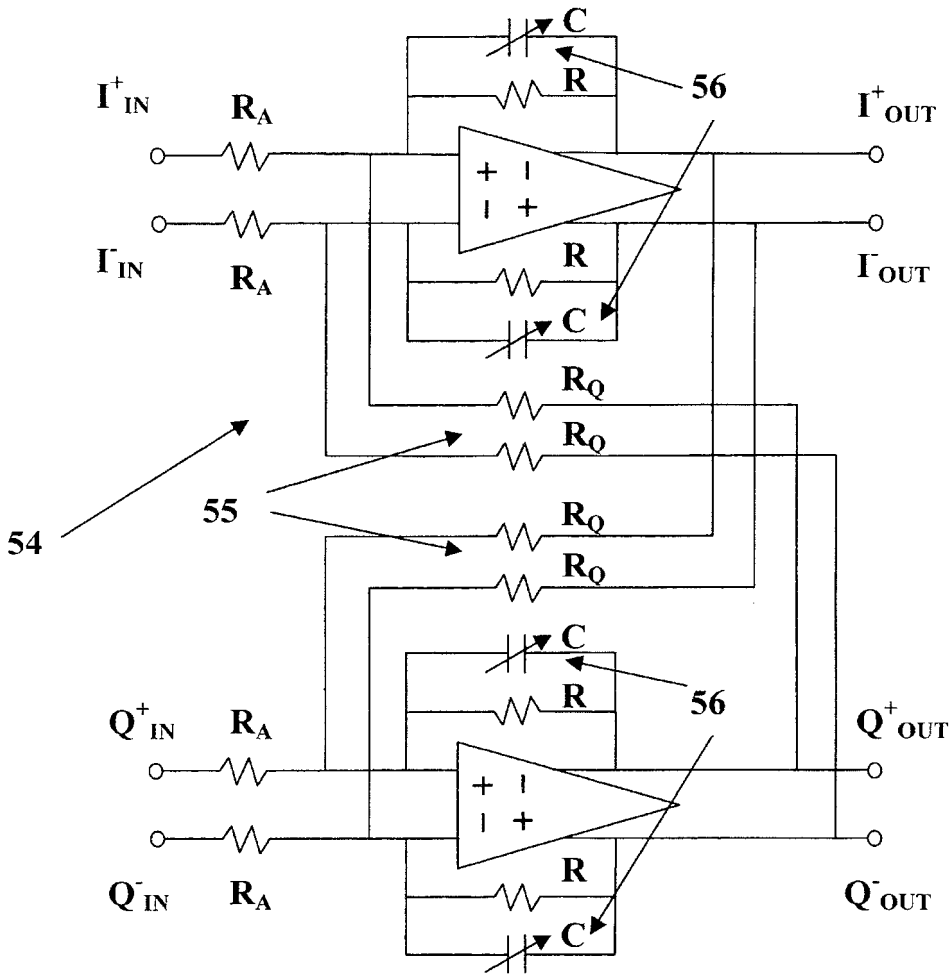 C
56
I+IN
RA
R
I+OUT
+ −
− +
I-IN
RA
R
I-OUT
C
RQ
RQ
54
55
RQ
RQ
C
56
Q+IN
RA
R
Q+OUT
+ −
− +
Q-IN
RA
R
Q-OUT
C